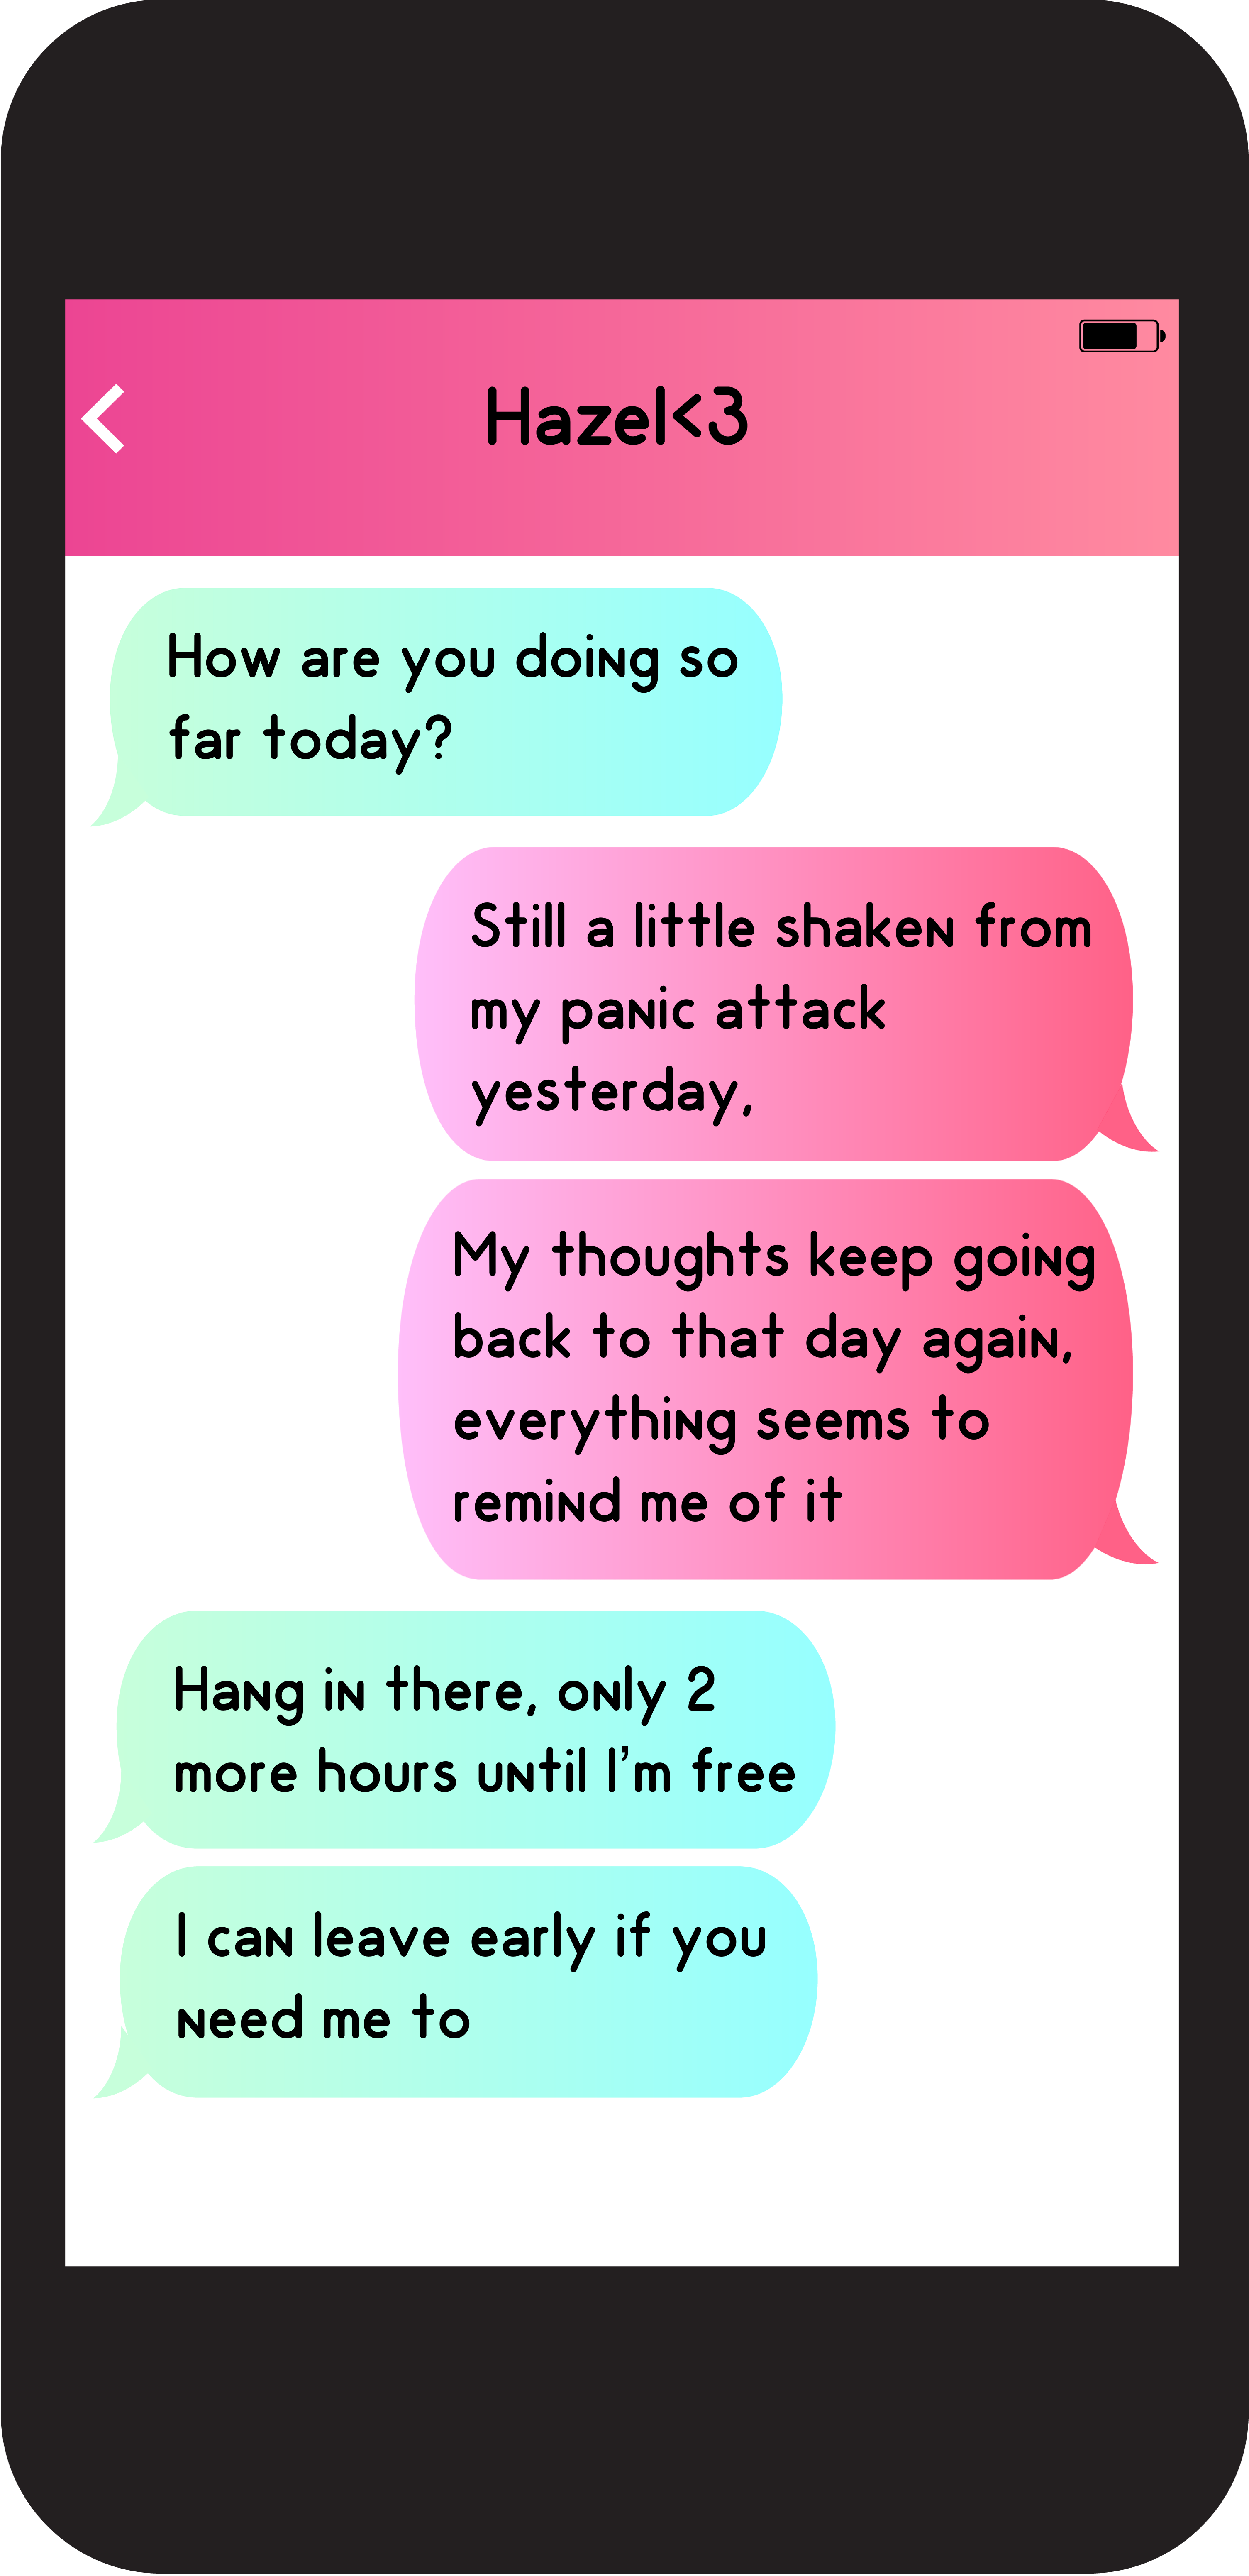 Hazel<3
How are you doing so
far today?
Still a little shaken from
my panic attack
yesterday,
My thoughts keep going
back to that day again,
everything seems to
remind me of it
Hang in there, only 2
more hours until I'm free
I can leave early if you
need me to